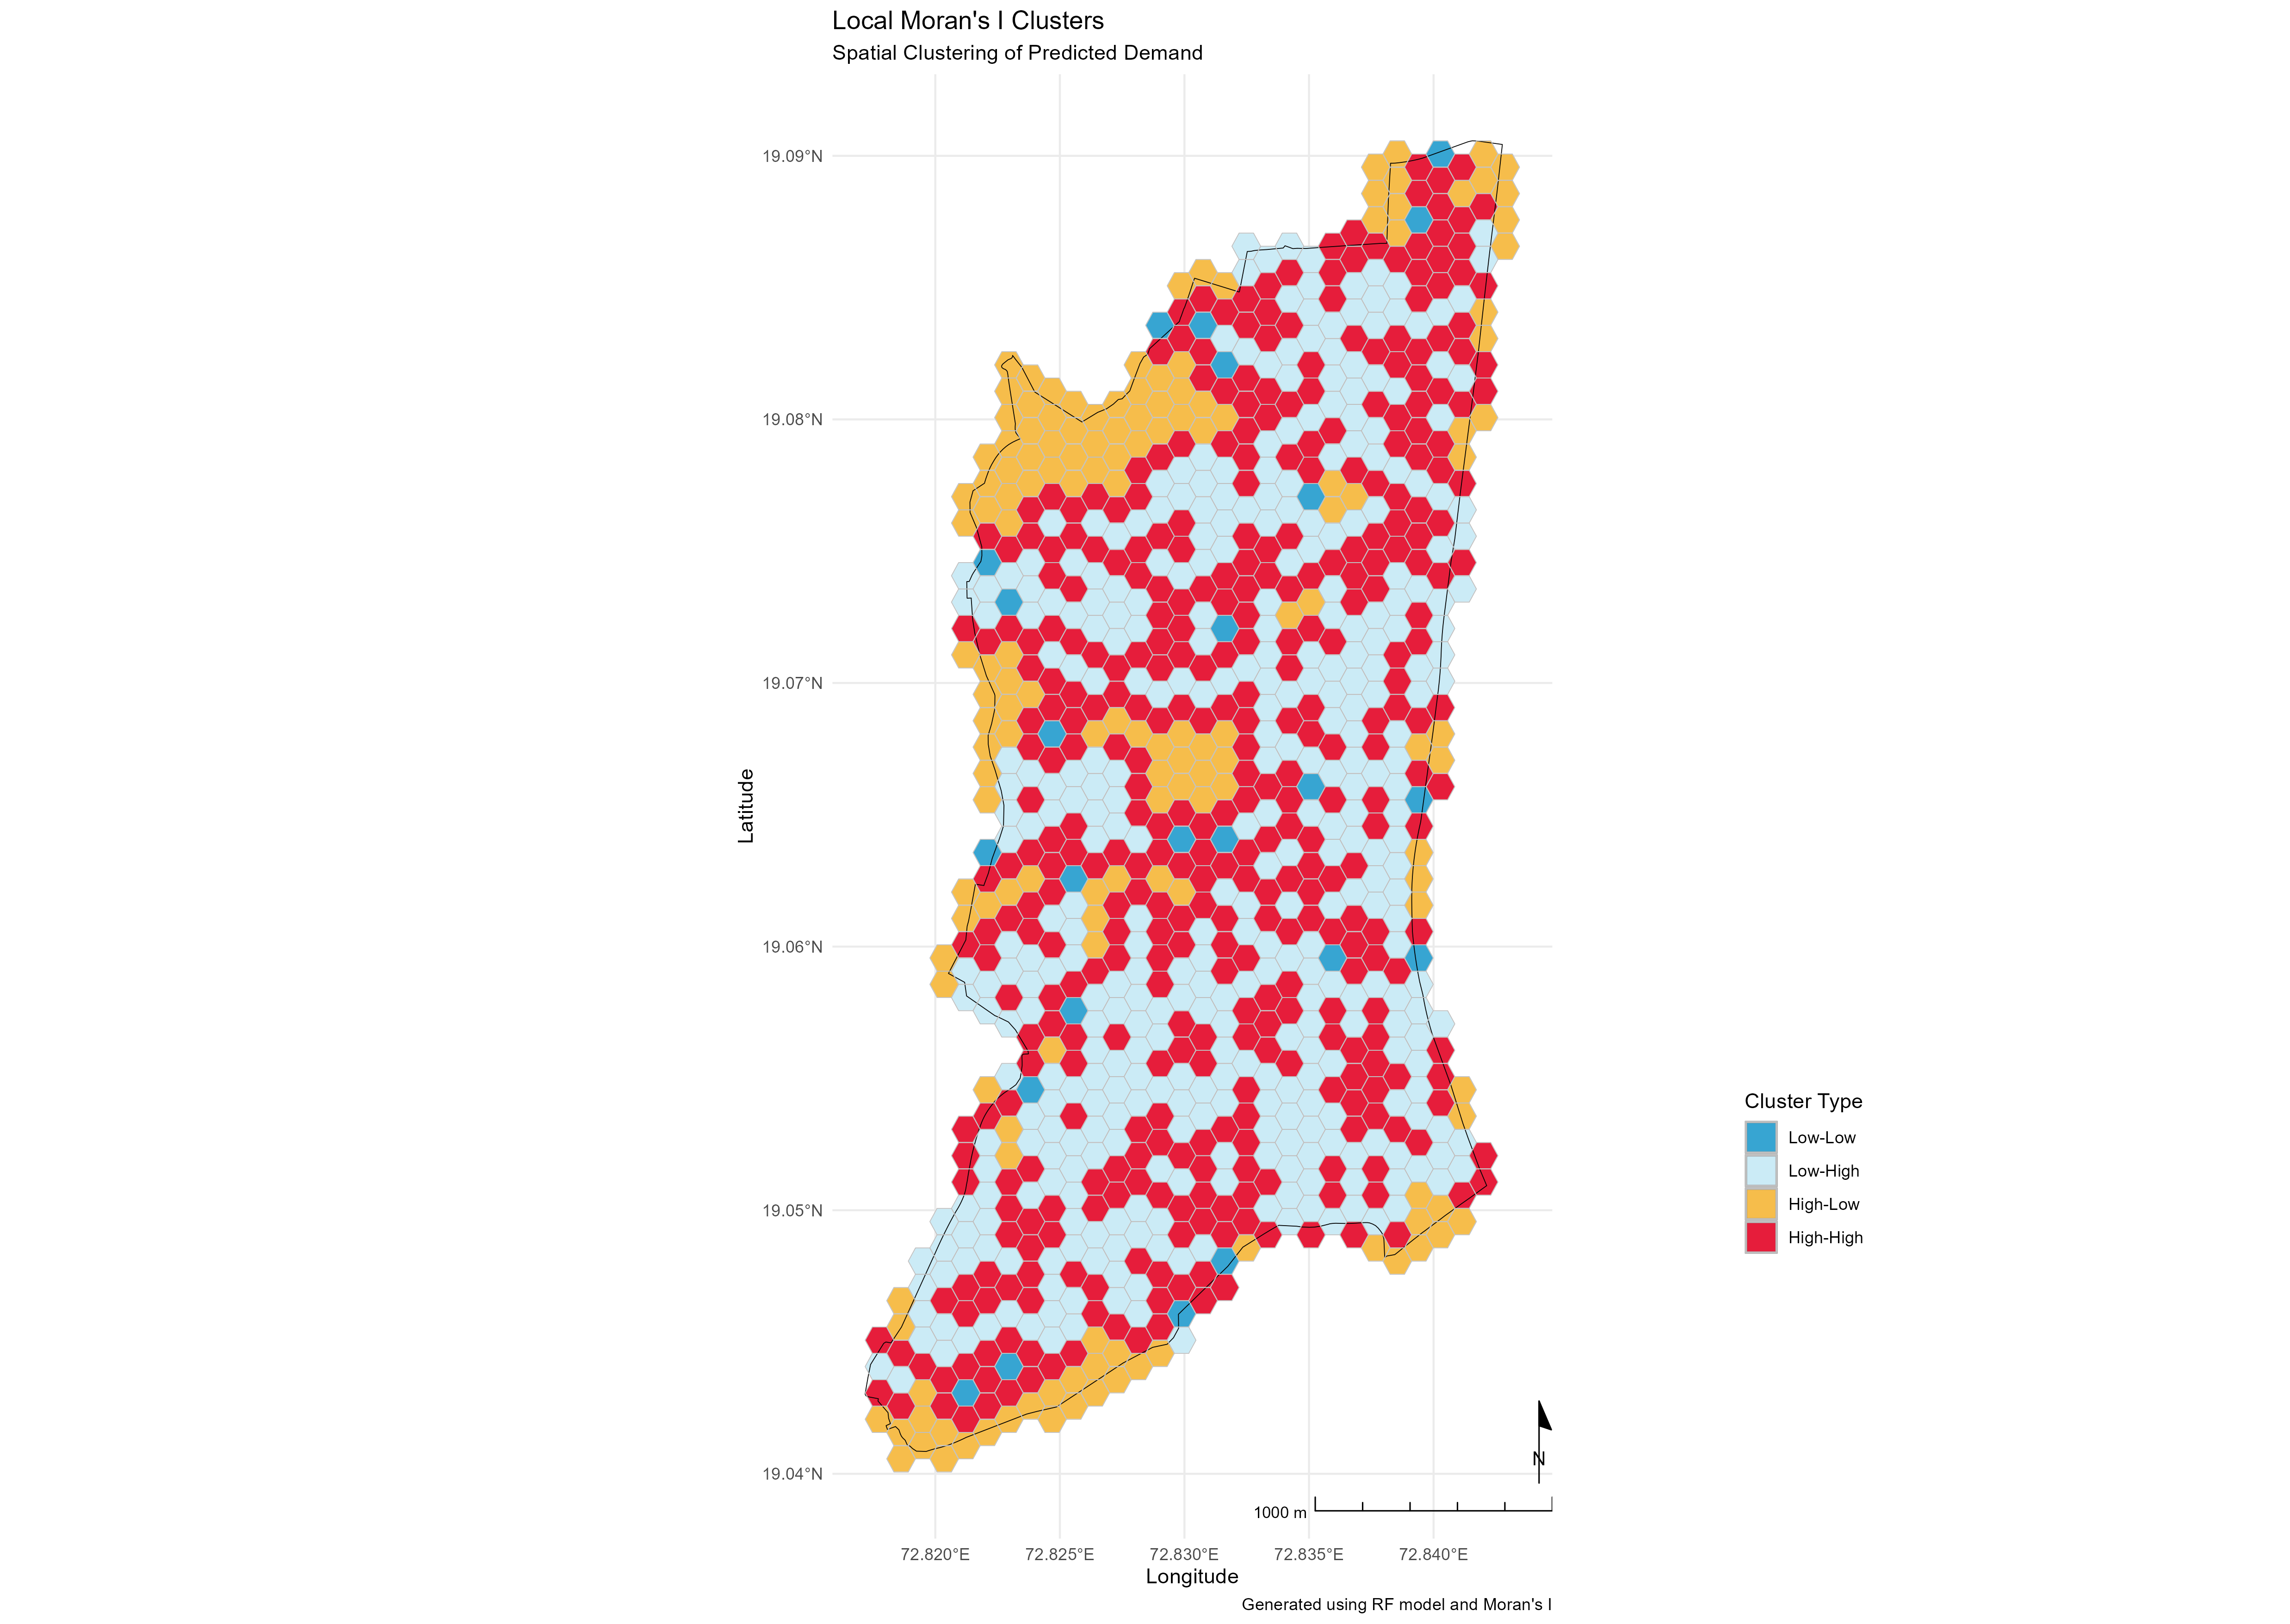 Local Moran's I Clusters
Spatial Clustering of Predicted Demand
19.09°N
19.08°N
19.07°N
19.06°N
19.05°N
19.04°N
Latitude
72.820°E
72.825°E
72.830°E
72.835°E
72.840°E
Longitude
1000 m
N
Cluster Type
Low-Low
Low-High
High-Low
High-High
Generated using RF model and Moran's I